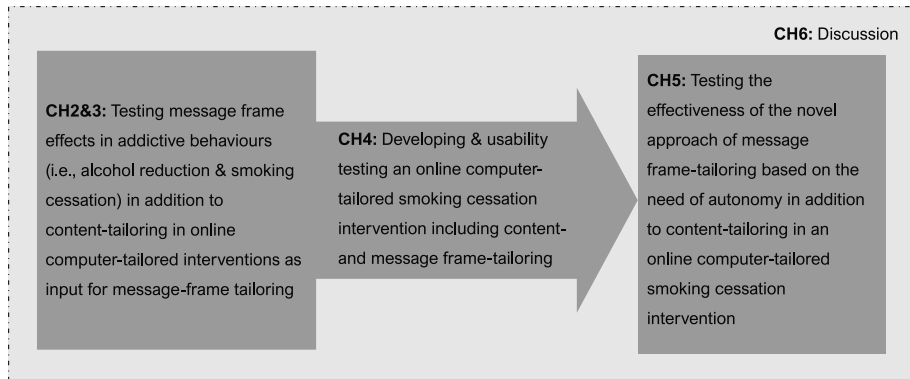 CH6: Discussion
CH2&3: Testing message frame
effects in addictive behaviours
(i.e., alcohol reduction & smoking
cessation) in addition to
content-tailoring in online
computer-tailored interventions as
input for message-frame tailoring
CH4: Developing & usability
testing an online computer-
tailored smoking cessation
intervention including content-
and message frame-tailoring
CH5: Testing the
effectiveness of the novel
approach of message
frame-tailoring based on the
need of autonomy in addition
to content-tailoring in an
online computer-tailored
smoking cessation
intervention